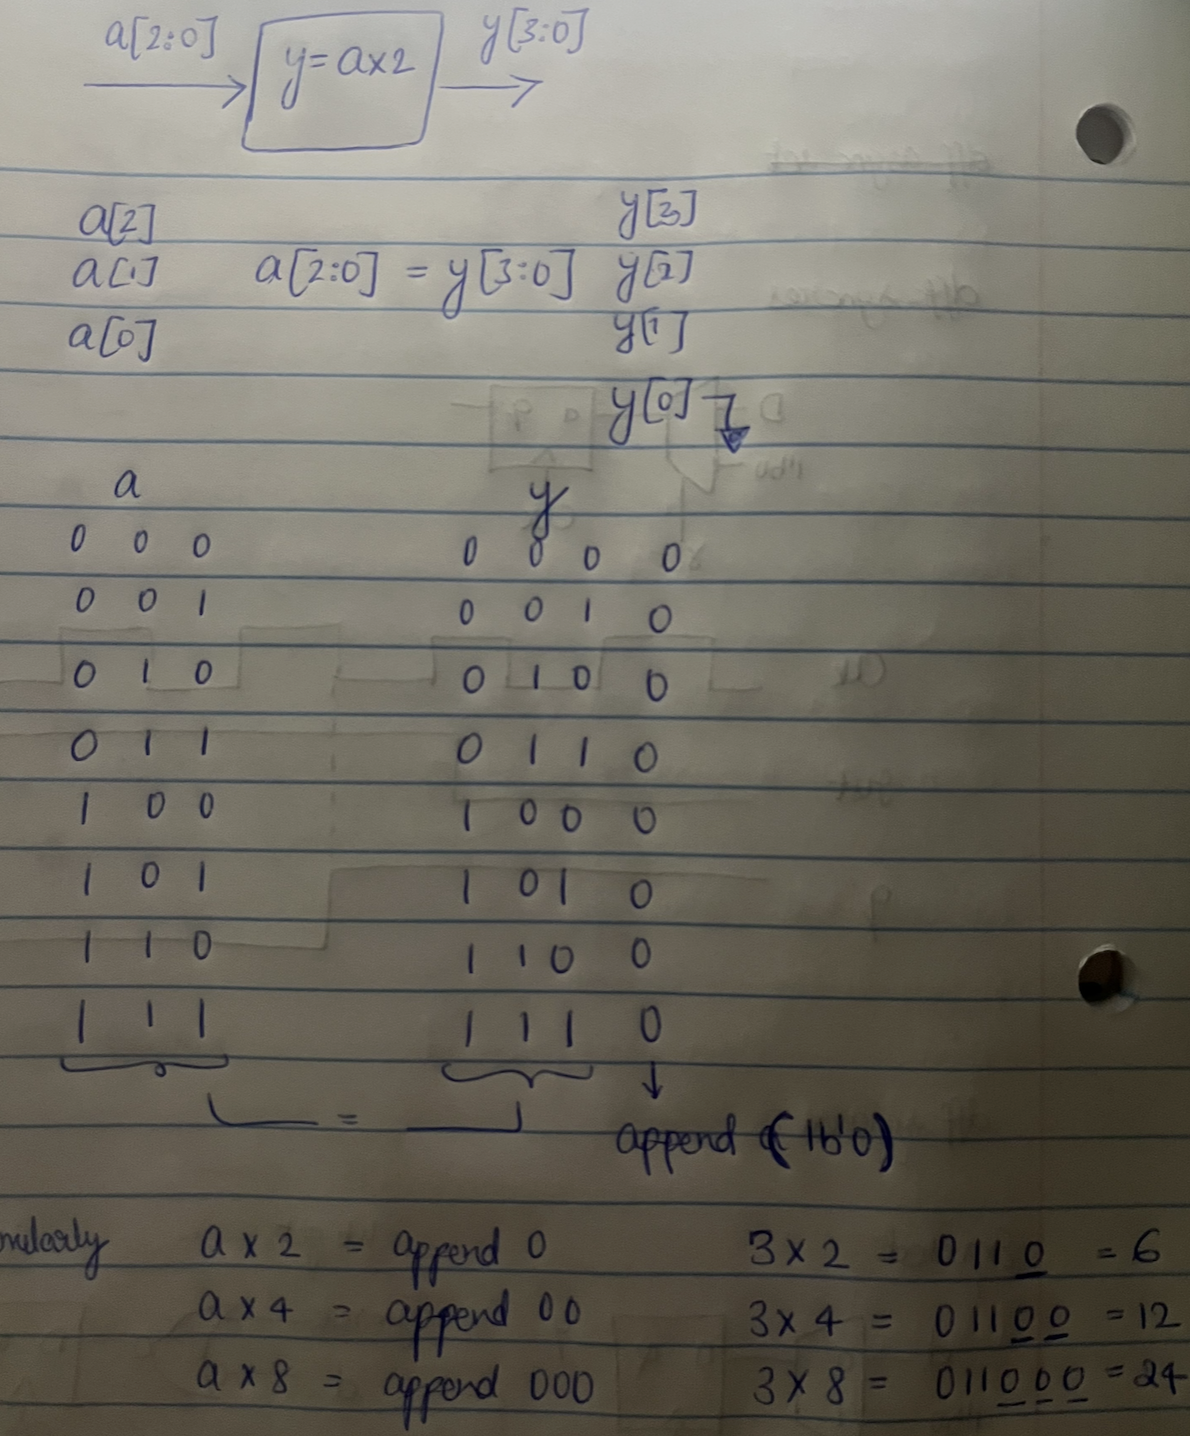 a[2:0] y=ax2 y[3:0]
a[2] y[3]
a[1] a[2:0] = y[3:0] y[2]
a[0] y[1]
y[0]
a y
0 0 0 0 0 0 0
0 0 1 0 0 1 0
0 1 0 0 1 0 0
0 1 1 0 1 1 0
1 0 0 1 0 0 0
1 0 1 1 0 1 0
1 1 0 1 1 0 0
1 1 1 1 1 1 0
=
append (1b'0)
a x 2 = append 0 3 x 2 = 0110 = 6
a x 4 = append 00 3 x 4 = 01100 = 12
a x 8 = append 000 3 x 8 = 011000 = 24